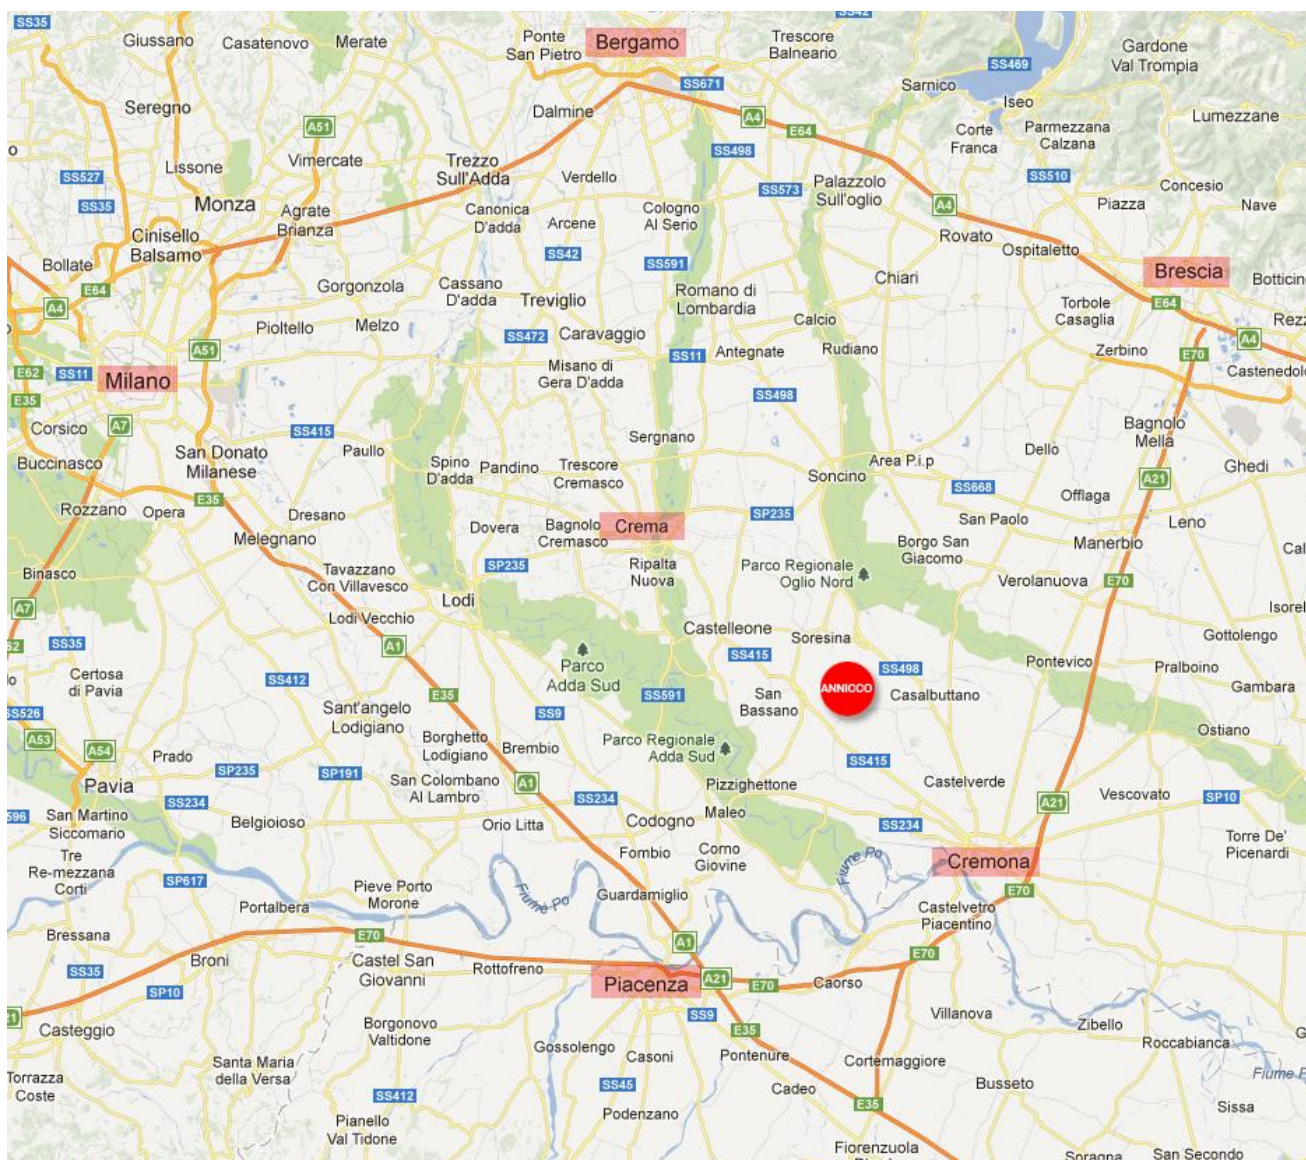 SS35
SS42
Giussano
Casatenovo
Merate
Ponte
San Pietro
Bergamo
Trescore
Balneario
Gardone
Val Trompia
SS469
SS671
Sarnico
Iseo
Seregno
Dalmine
A4
Lumezzane
A51
E64
Corte
Franca
Parmezzana
Calzana
Lissone
Vimercate
Trezzo
Sull'Adda
SS498
SS527
Verdello
SS573
Palazzolo
Sull'oglio
SS510
Concesio
SS35
Monza
Agrate
Brianza
Canonica
D'adda
Arcene
Cologno
Al Serio
A4
Piazza
Nave
Cinisello
Balsamo
Rovato
Ospitaletto
Bollate
SS42
SS591
Brescia
Botticin
E64
Gorgonzola
Cassano
D'adda
Treviglio
Romano di
Lombardia
Chiari
A4
Torbole
Casaglia
E64
Rezz
Pioltello
Melzo
SS472
Caravaggio
Calcio
A51
SS11
Antegnate
Rudiano
Zerbino
E70
A4
E62
SS11
Milano
Misano di
Gera D'adda
Castenedolo
E35
SS498
A7
Corsico
SS415
Sergnano
Bagnolo
Mella
San Donato
Milanese
Paullo
Dello
Buccinasco
Spino
D'adda
Pandino
Trescore
Cremasco
Soncino
Area P.i.p
Ghedi
A21
E35
SS668
Offlaga
Rozzano
Opera
Dresano
Dovera
Bagnolo
Cremasco
Crema
SP235
San Paolo
Leno
Melegnano
Borgo San
Giacomo
Manerbio
Cal
Binasco
Tavazzano
Con Villavesco
SP235
Ripalta
Nuova
Parco Regionale
Oglio Nord
Verolanuova
E70
A7
Lodi
Isorel
Lodi Vecchio
Castelleone
Soresina
Gottolengo
SS35
A1
SS415
SS498
Certosa
di Pavia
SS412
Parco
Adda Sud
Pontevico
Pralboino
E35
SS591
San
Bassano
ANNICCO
Casalbuttano
Gambara
SS526
Sant'angelo
Lodigiano
SS9
Ostiano
A53
A54
Borghetto
Lodigiano
Brembio
Parco Regionale
Adda Sud
Prado
SP235
SP191
SS415
Pavia
San Colombano
Al Lambro
A1
Pizzighettone
Castelverde
SS234
SS234
A21
Vescovato
SP10
596
San Martino
Siccomario
Belgioioso
Orio Litta
Codogno
Maleo
SS234
Torre De'
Picenardi
Tre
Re-mezzana
Corti
Fombio
Corno
Giovine
Fiume Po
Cremona
SP617
Pieve Porto
Morone
Fiume Po
Guardamiglio
E70
Portalbera
Castelvetro
Piacentino
Bressana
E70
A1
Broni
Castel San
Giovanni
Rottofreno
E70
SS35
Piacenza
A21
E70
Caorso
SP10
SS9
Villanova
Casteggio
Borgonovo
Valtidone
E35
Zibello
Roccabianca
Gossolengo
Casoni
Pontenure
Cortemaggiore
Santa Maria
della Versa
Fiume P
Torrazza
Coste
SS45
Cadeo
Busseto
SS412
E35
Sissa
Pianello
Val Tidone
Podenzano
Fiorenzuola
Soragna
San Secondo